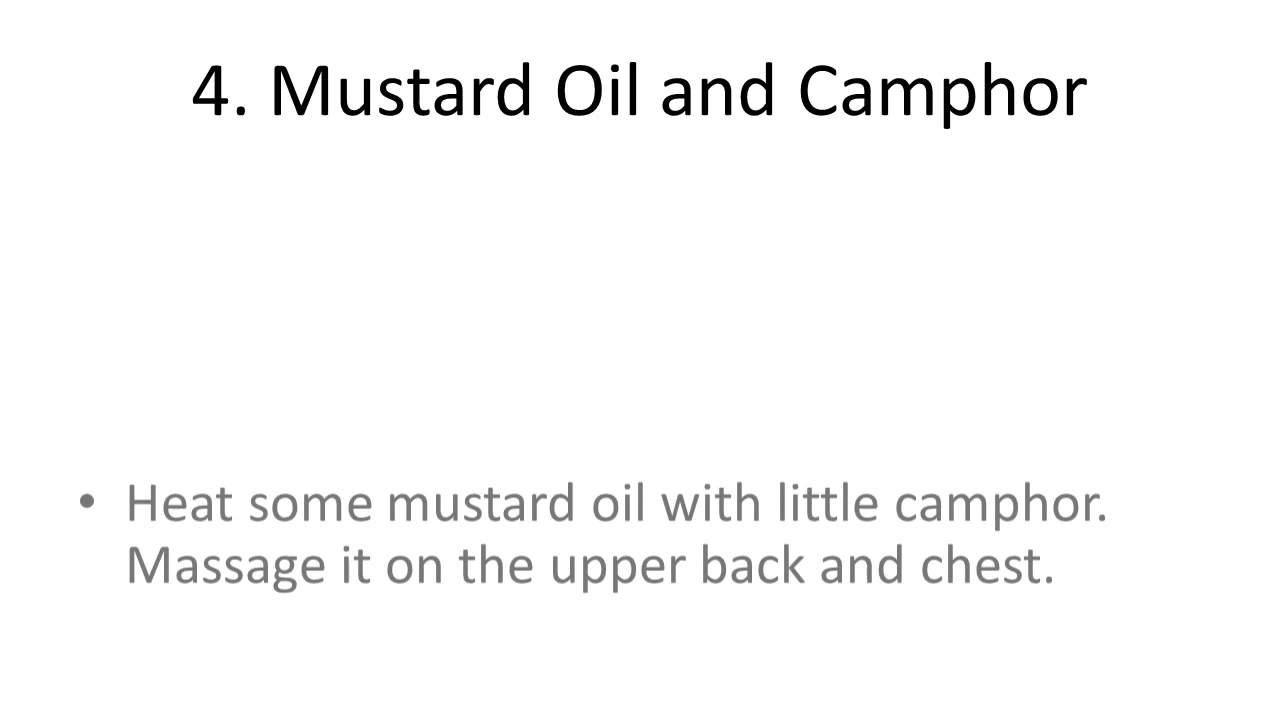 4. Mustard Oil and Camphor
• Heat some mustard oil with little camphor.
Massage it on the upper back and chest.